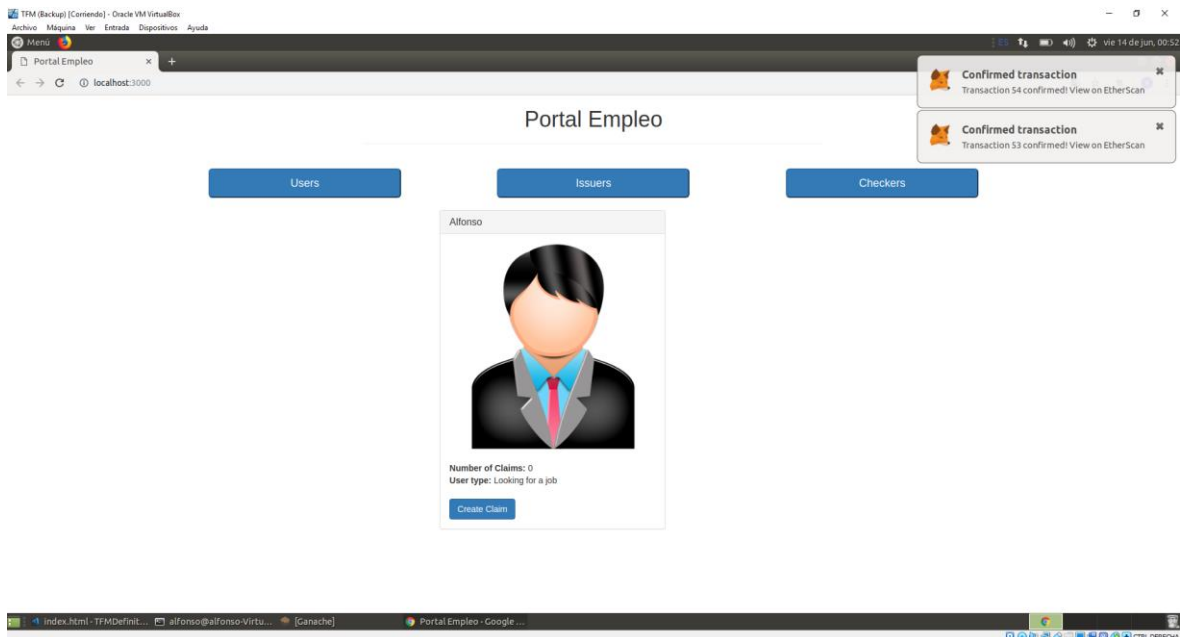 TFM (Backup) [Corriendo] - Oracle VM VirtualBox
Archivo Máquina Ver Entrada Dispositivos Ayuda
Menú
ES
vie 14 de jun, 00:52
Portal Empleo
localhost:3000
Confirmed transaction
Transaction 54 confirmed! View on EtherScan
Confirmed transaction
Transaction 53 confirmed! View on EtherScan
Portal Empleo
Users
Issuers
Checkers
Alfonso
Number of Claims: 0
User type: Looking for a job
Create Claim
index.html - TFMDefinit...
alfonso@alfonso-Virtu...
[Ganache]
Portal Empleo - Google ...
CTRL DERECHA